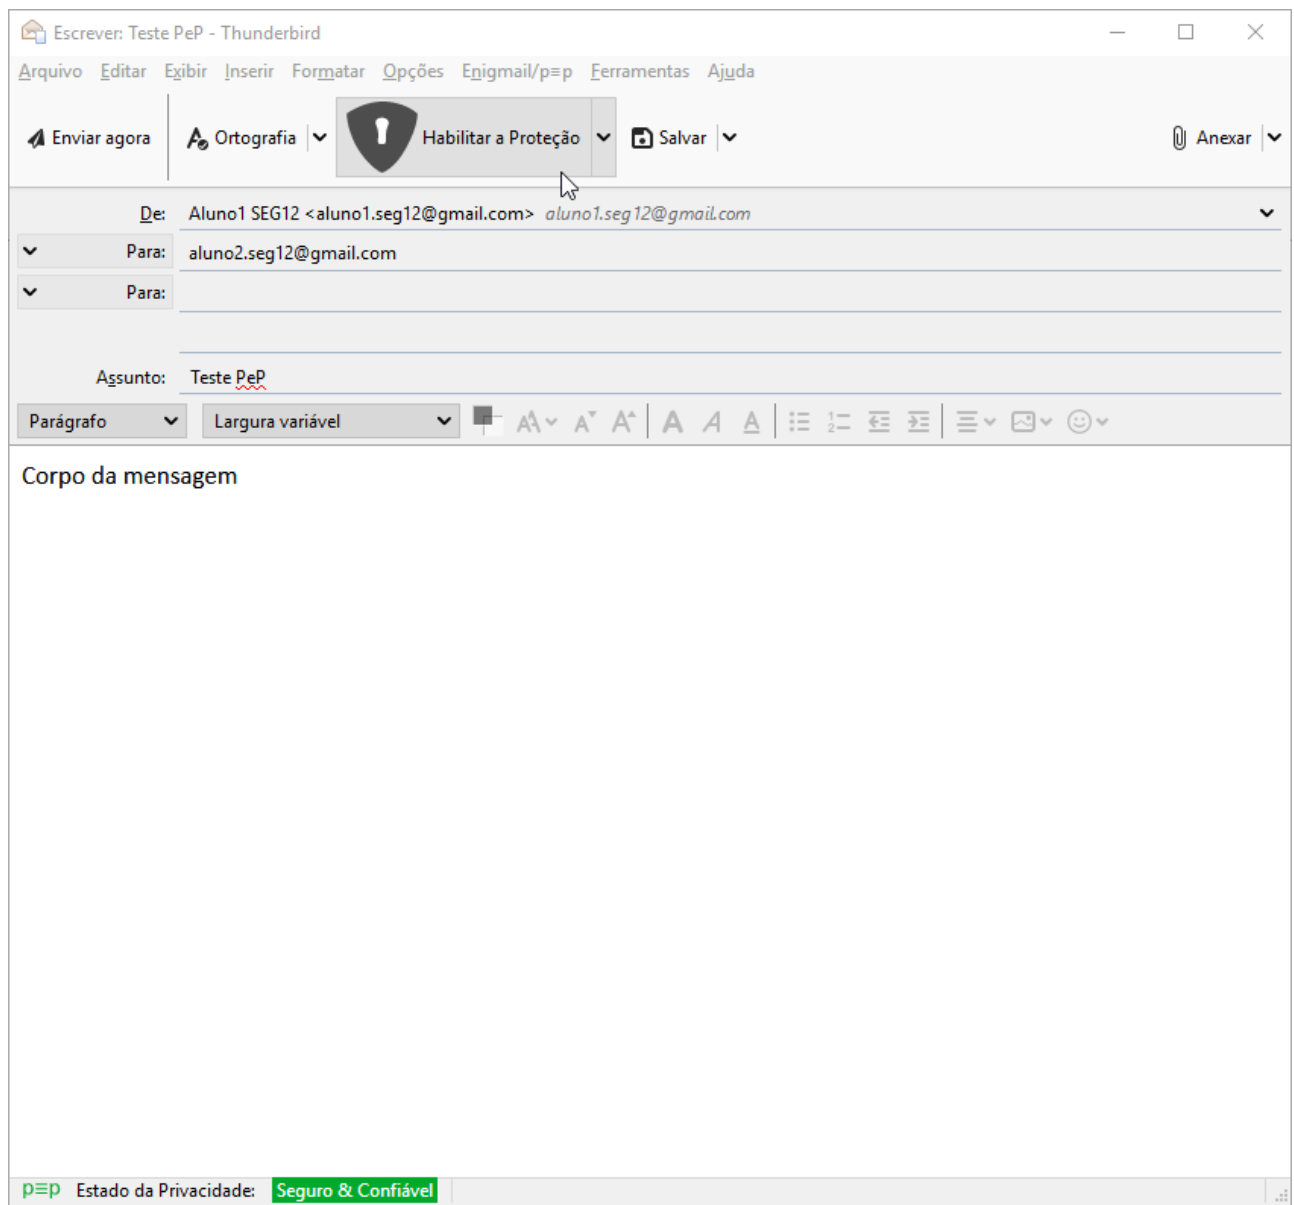 Escrever: Teste PeP - Thunderbird
Arquivo Editar Exibir Inserir Formatar Opções Enigmail/p≡p Ferramentas Ajuda
Enviar agora Ortografia Habilitar a Proteção Salvar Anexar
De: Aluno1 SEG12 <aluno1.seg12@gmail.com> aluno1.seg12@gmail.com
Para: aluno2.seg12@gmail.com
Para:
Assunto: Teste PeP
Parágrafo Largura variável
Corpo da mensagem
p≡p Estado da Privacidade: Seguro & Confiável